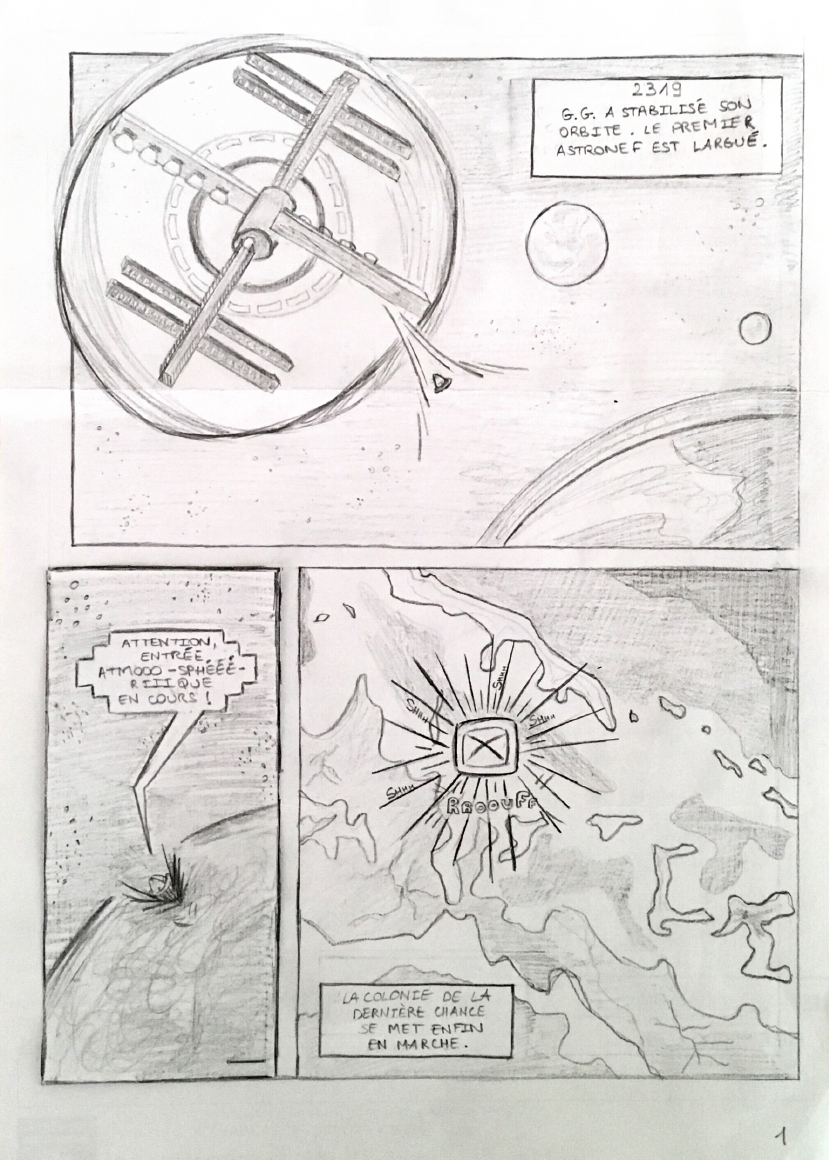 2319
G.G. A STABILISÉ SON
ORBITE. LE PREMIER
ASTRONEF EST LARGUÉ.
ATTENTION,
ENTRÉE
ATMOOO-SPHÉÉÉ-
RIIIQUE
EN COURS !
SHHH
SHHH
SHHH
SHHH
RAOOUFF
LA COLONIE DE LA
DERNIÈRE CHANCE
SE MET ENFIN
EN MARCHE.
1